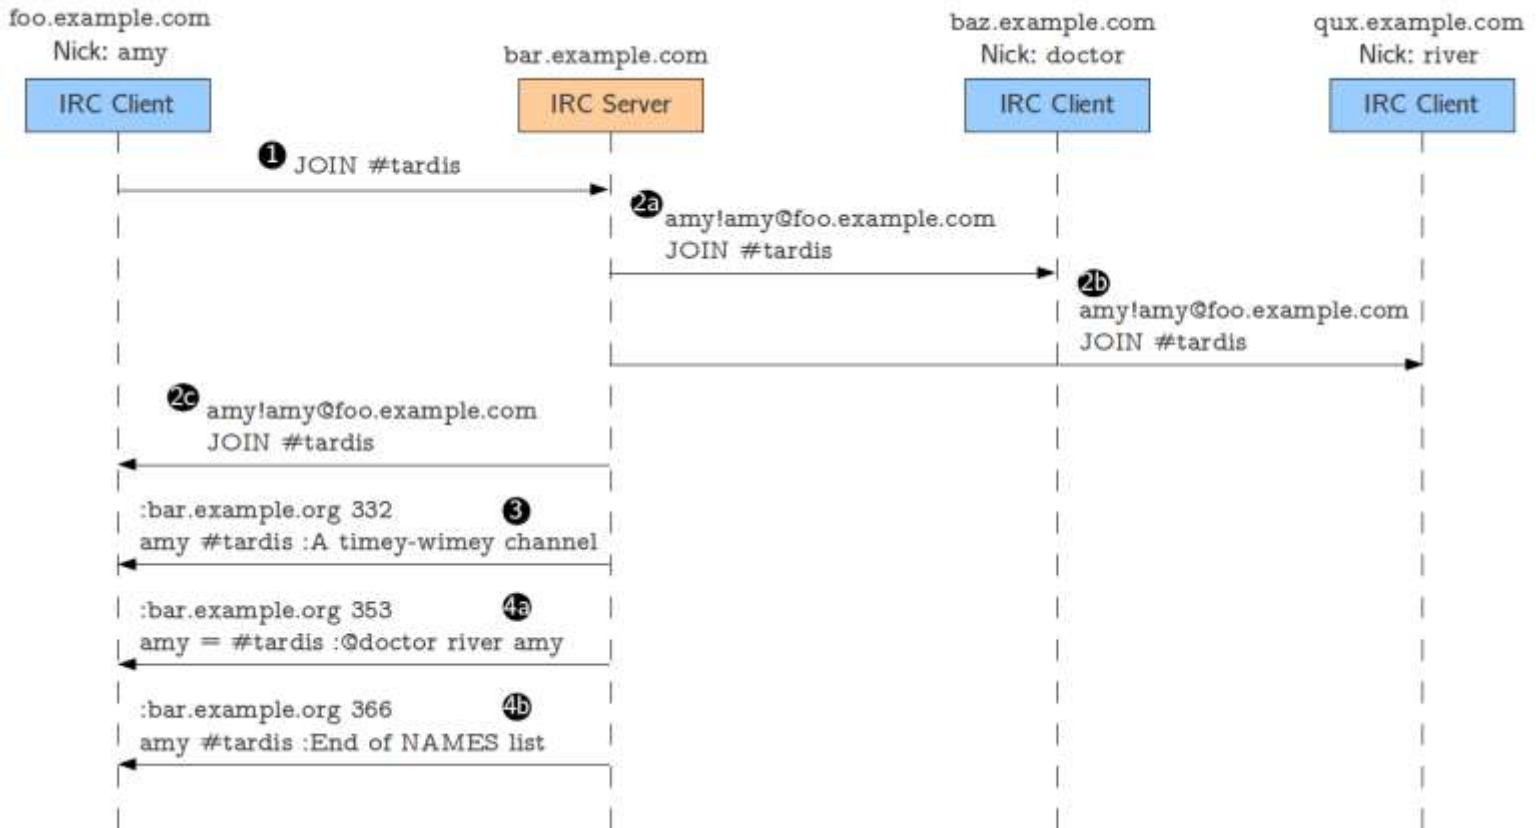 foo.example.com
Nick: amy
IRC Client
bar.example.com
IRC Server
baz.example.com
Nick: doctor
IRC Client
qux.example.com
Nick: river
IRC Client
1 JOIN #tardis
2a
amy!amy@foo.example.com
JOIN #tardis
2b
amy!amy@foo.example.com
JOIN #tardis
2c
amy!amy@foo.example.com
JOIN #tardis
:bar.example.org 332 3
amy #tardis :A timey-wimey channel
:bar.example.org 353 4a
amy = #tardis :@doctor river amy
:bar.example.org 366 4b
amy #tardis :End of NAMES list